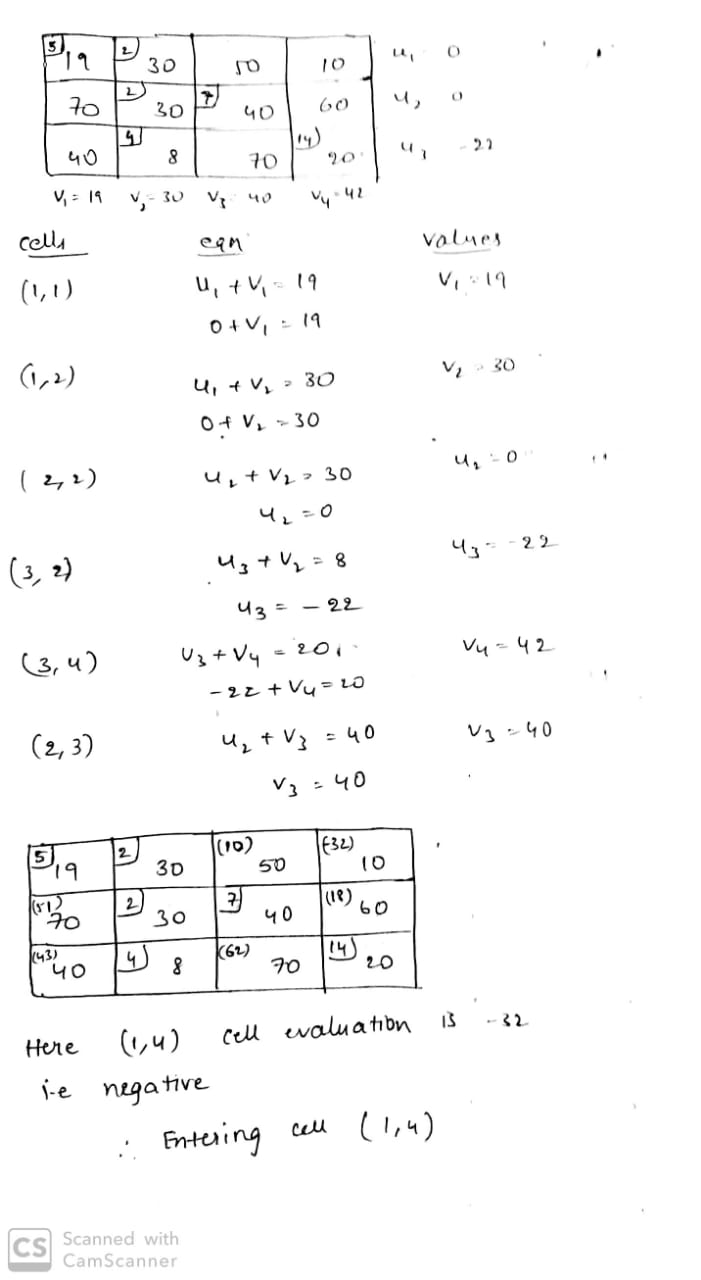 5 19 2 30 50 10 u1 0
70 2 30 7 40 60 u2 0
40 4 8 70 14 20 u3 -22
V1 = 19 V2 = 30 V3 = 40 V4 = 42
cells eqn values
(1,1) U1 + V1 = 19 V1 = 19
0 + V1 = 19
(1,2) U1 + V2 = 30 V2 = 30
0 + V2 = 30
(2,2) U2 + V2 = 30 U2 = 0
U2 = 0
(3,2) U3 + V2 = 8 U3 = -22
U3 = -22
(3,4) U3 + V4 = 20 V4 = 42
-22 + V4 = 20
(2,3) U2 + V3 = 40 V3 = 40
V3 = 40
5 19 2 30 (10) 50 (-32) 10
(51) 70 2 30 7 40 (18) 60
(43) 40 4 8 (62) 70 14 20
Here (1,4) cell evaluation is -32
i-e negative
∴ Entering cell (1,4)
CS Scanned with
CamScanner